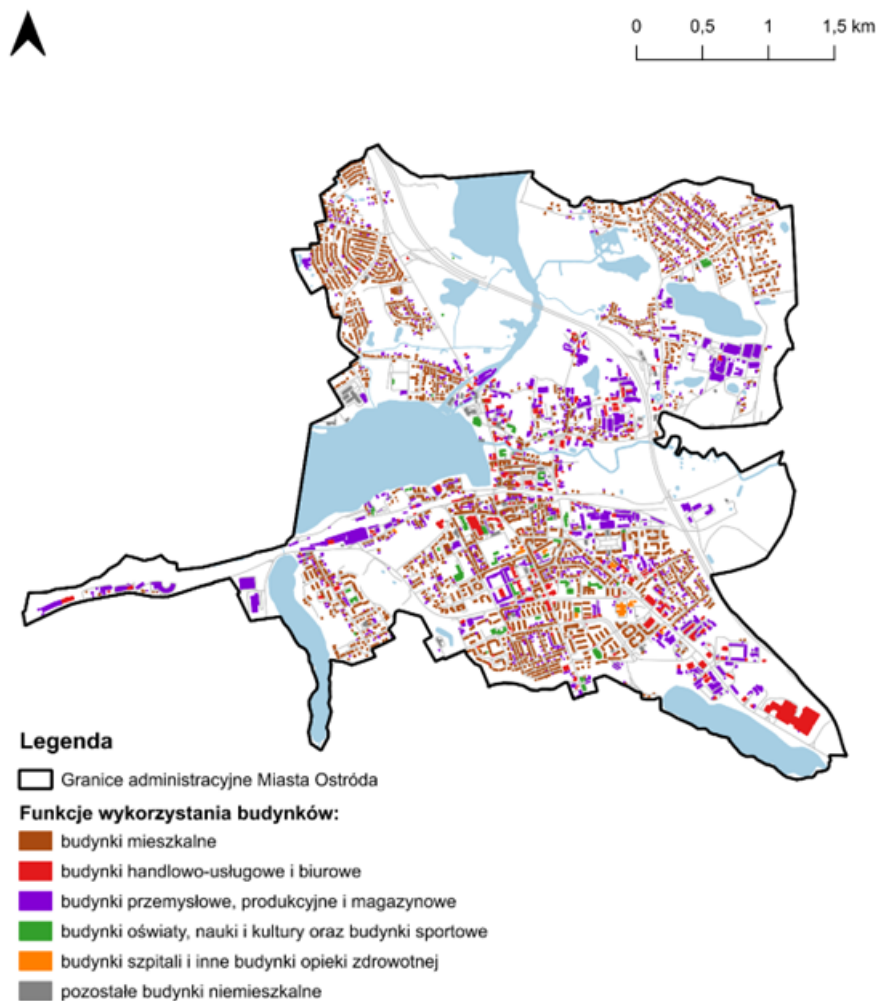 0 0,5 1 1,5 km
Legenda
Granice administracyjne Miasta Ostróda
Funkcje wykorzystania budynków:
budynki mieszkalne
budynki handlowo-usługowe i biurowe
budynki przemysłowe, produkcyjne i magazynowe
budynki oświaty, nauki i kultury oraz budynki sportowe
budynki szpitali i inne budynki opieki zdrowotnej
pozostałe budynki niemieszkalne